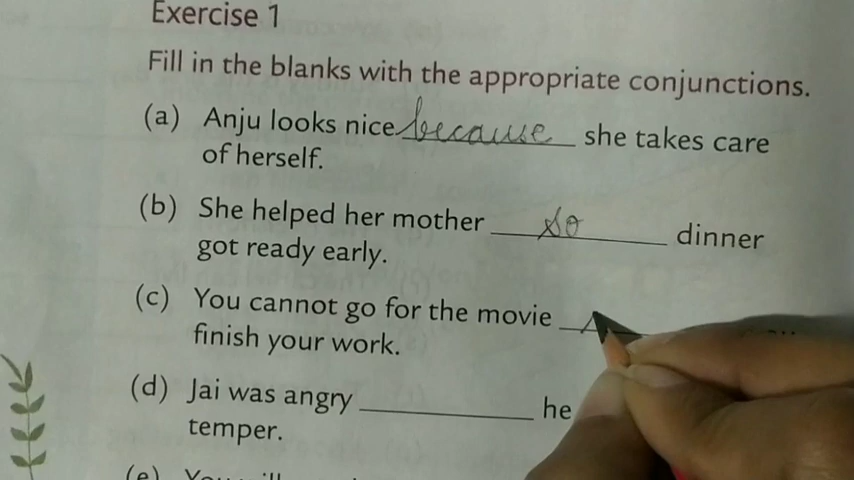 Exercise 1
Fill in the blanks with the appropriate conjunctions.
(a) Anju looks nice because she takes care
of herself.
(b) She helped her mother so dinner
got ready early.
(c) You cannot go for the movie
finish your work.
(d) Jai was angry he
temper.
(e)